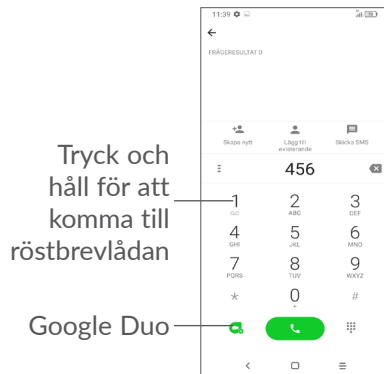 11:39
FRÅGERESULTAT 0
Skapa nytt
Lägg till existerande
Skicka SMS
456
1
2 ABC
3 DEF
4 GHI
5 JKL
6 MNO
7 PQRS
8 TUV
9 WXYZ
*
0 +
#
Tryck och
håll för att
komma till
röstbrevlådan
Google Duo